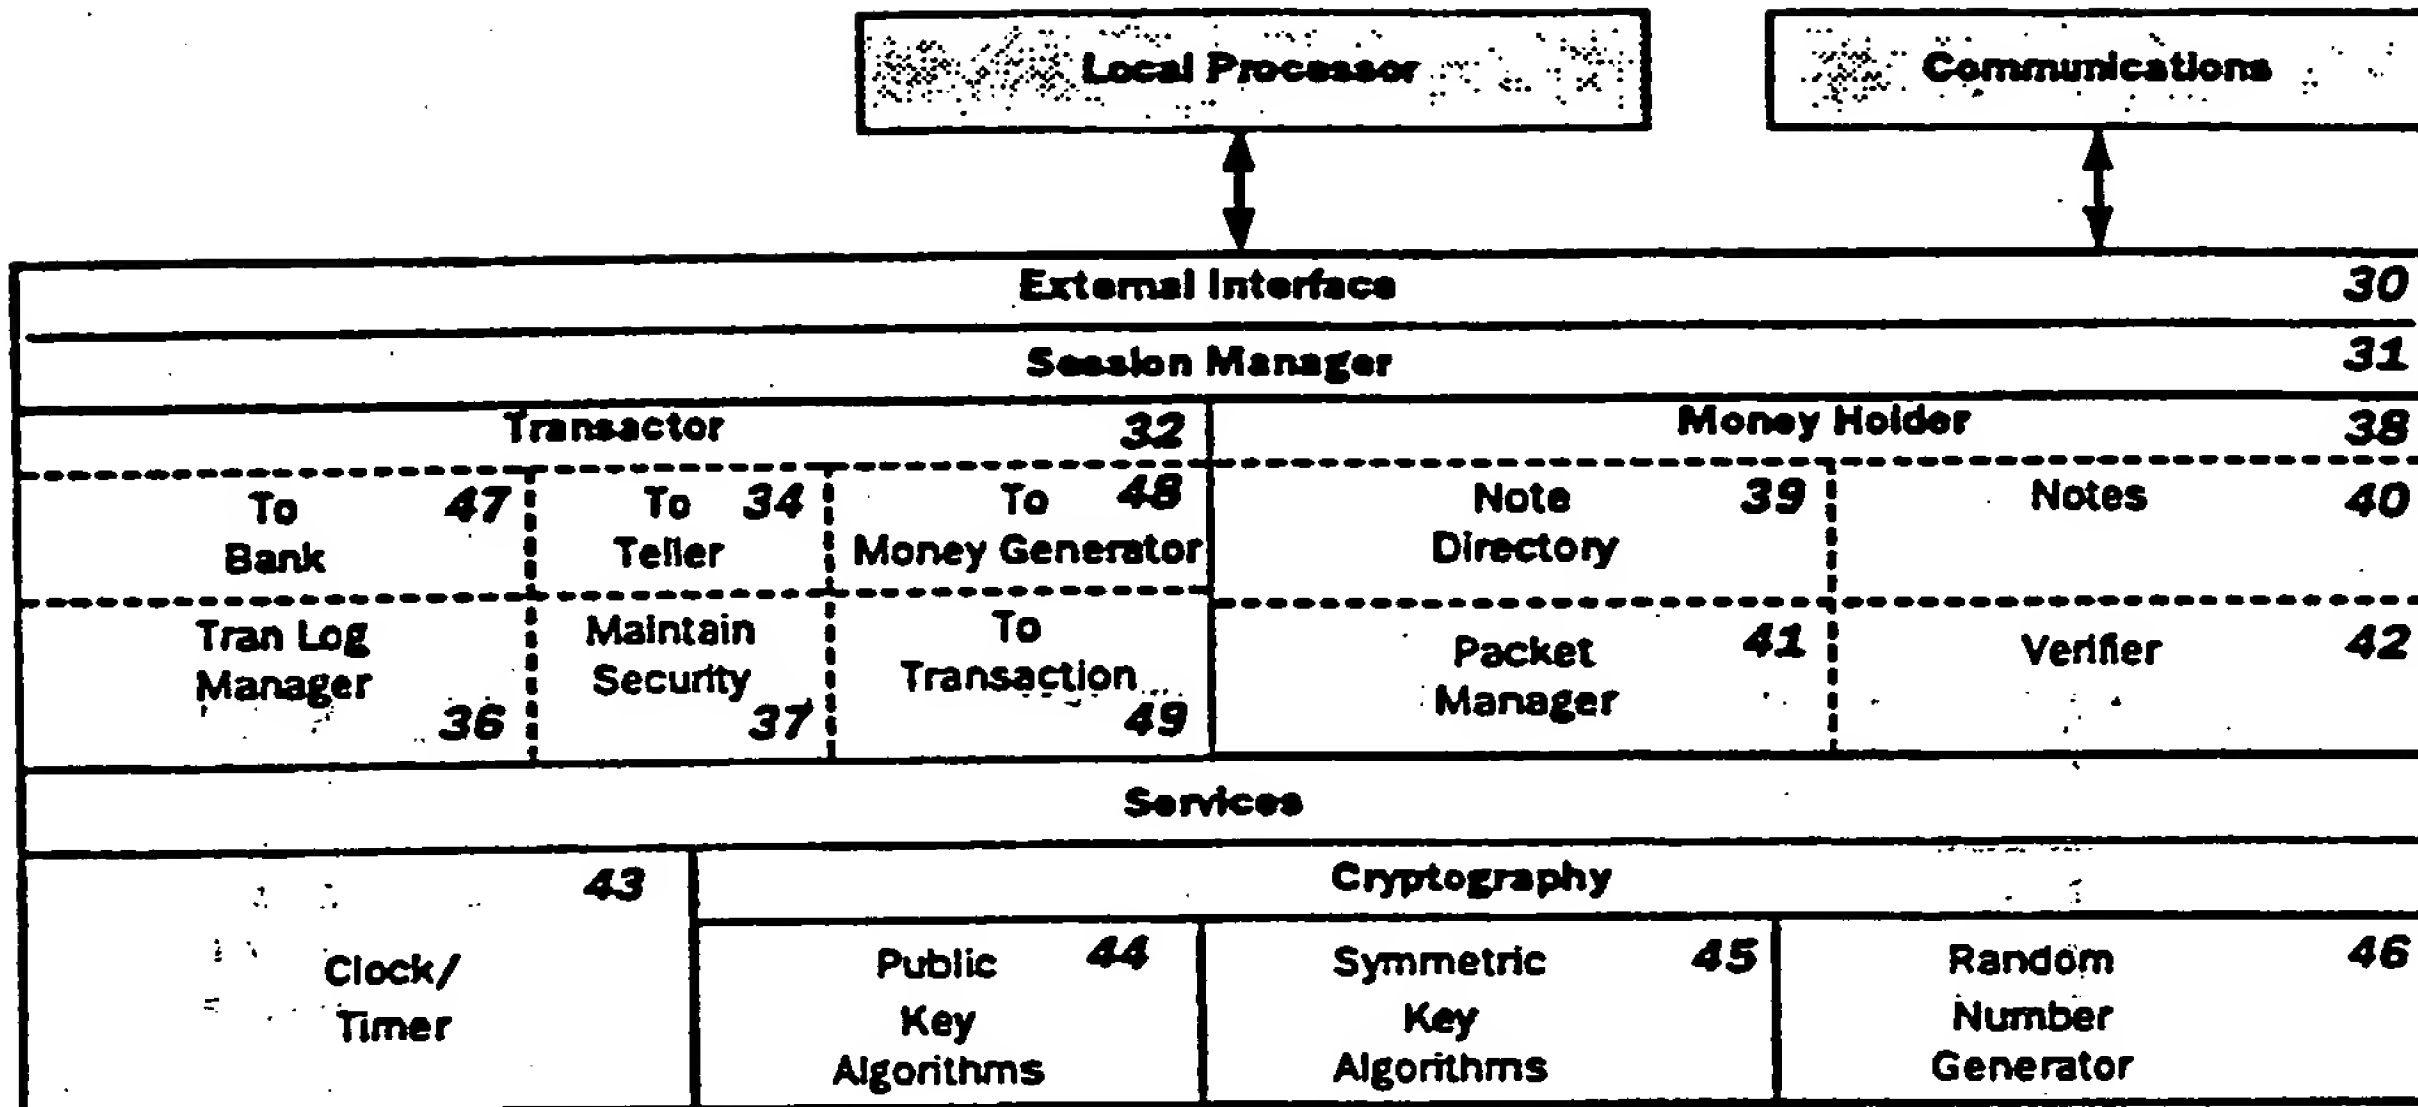 Local Processor
Communications
External Interface 30
Session Manager 31
Transactor 32
Money Holder 38
To 47
Bank
To 34
Teller
To 48
Money Generator
Note 39
Directory
Notes 40
Tran Log
Manager
36
Maintain
Security
37
To
Transaction
49
Packet 41
Manager
Verifier 42
Services
43
Clock/
Timer
Cryptography
Public 44
Key
Algorithms
Symmetric 45
Key
Algorithms
Random 46
Number
Generator